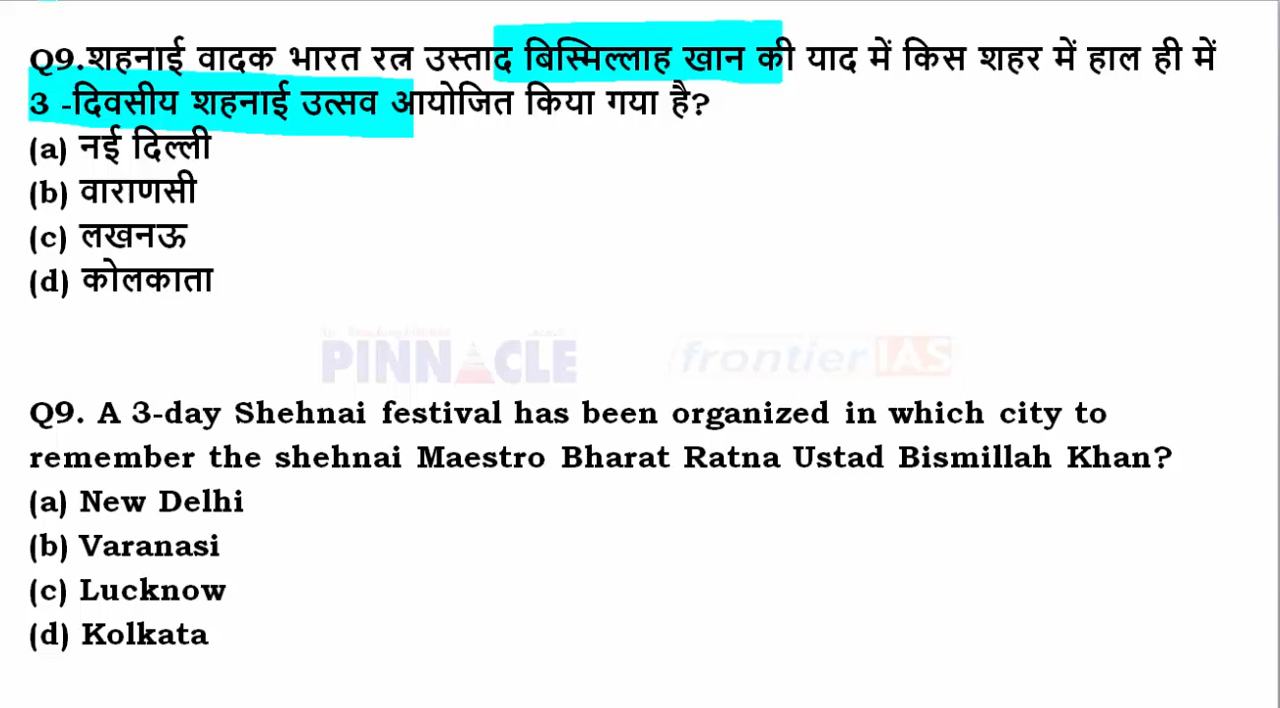 Q9.शहनाई वादक भारत रत्न उस्ताद बिस्मिल्लाह खान की याद में किस शहर में हाल ही में
3 -दिवसीय शहनाई उत्सव आयोजित किया गया है?
(a) नई दिल्ली
(b) वाराणसी
(c) लखनऊ
(d) कोलकाता
PINNACLE frontier IAS
Q9. A 3-day Shehnai festival has been organized in which city to
remember the shehnai Maestro Bharat Ratna Ustad Bismillah Khan?
(a) New Delhi
(b) Varanasi
(c) Lucknow
(d) Kolkata